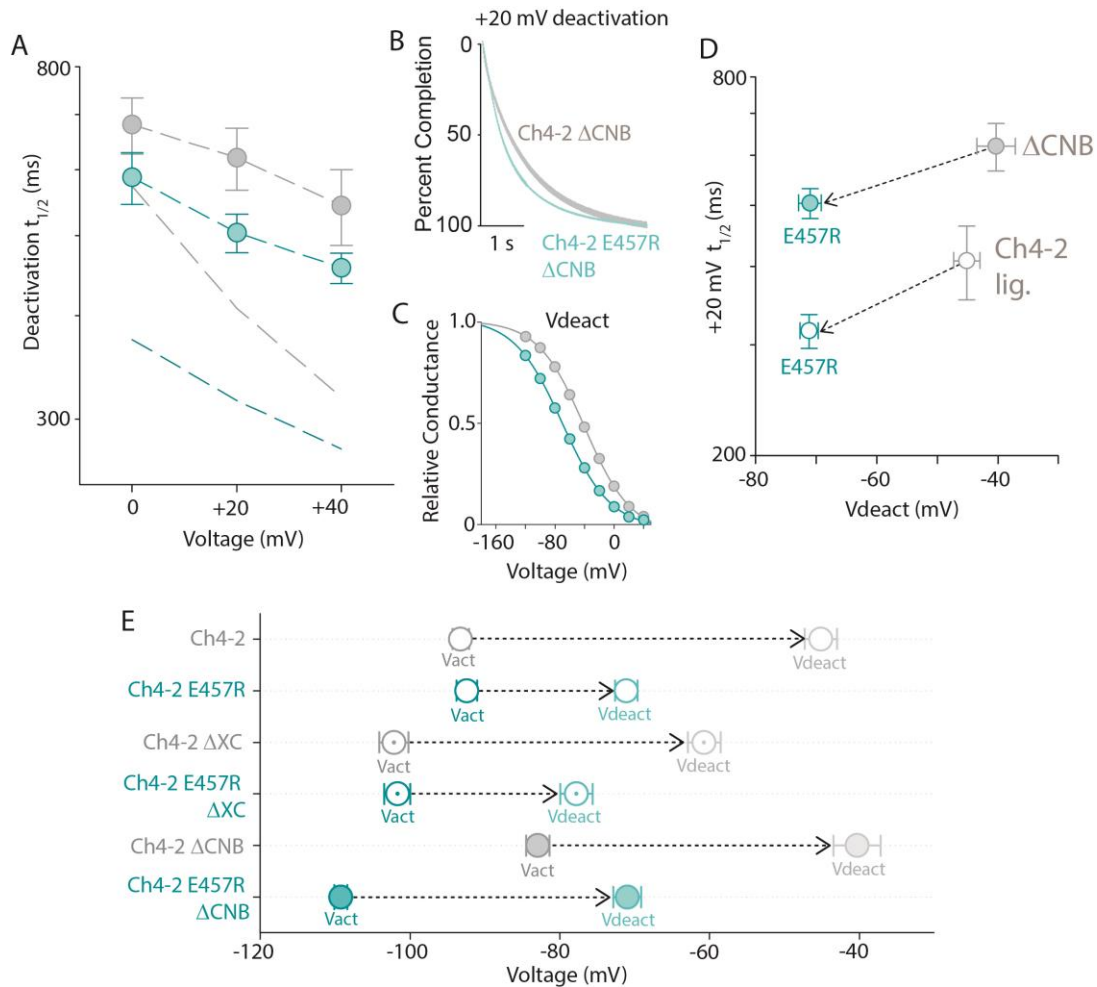 A
800
300
Deactivation t1/2 (ms)
0
+20
+40
Voltage (mV)
B
+20 mV deactivation
0
50
100
Percent Completion
Ch4-2 ΔCNB
1 s
Ch4-2 E457R
ΔCNB
C
Vdeact
1.0
0.5
0
Relative Conductance
-160
-80
0
Voltage (mV)
D
800
200
+20 mV t1/2 (ms)
ΔCNB
E457R
Ch4-2
lig.
E457R
-80
-60
-40
Vdeact (mV)
E
Ch4-2
Vact
Vdeact
Ch4-2 E457R
Vact
Vdeact
Ch4-2 ΔXC
Vact
Vdeact
Ch4-2 E457R
ΔXC
Vact
Vdeact
Ch4-2 ΔCNB
Vact
Vdeact
Ch4-2 E457R
ΔCNB
Vact
Vdeact
-120
-100
-80
-60
-40
Voltage (mV)